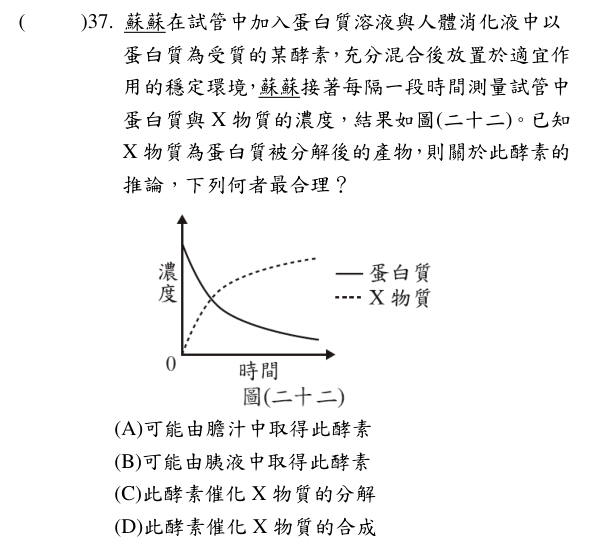 (　　)37. 蘇蘇在試管中加入蛋白質溶液與人體消化液中以
蛋白質為受質的某酵素，充分混合後放置於適宜作
用的穩定環境，蘇蘇接著每隔一段時間測量試管中
蛋白質與 X 物質的濃度，結果如圖(二十二)。已知
X 物質為蛋白質被分解後的產物，則關於此酵素的
推論，下列何者最合理？
濃度
蛋白質
X 物質
0
時間
圖(二十二)
(A)可能由膽汁中取得此酵素
(B)可能由胰液中取得此酵素
(C)此酵素催化 X 物質的分解
(D)此酵素催化 X 物質的合成